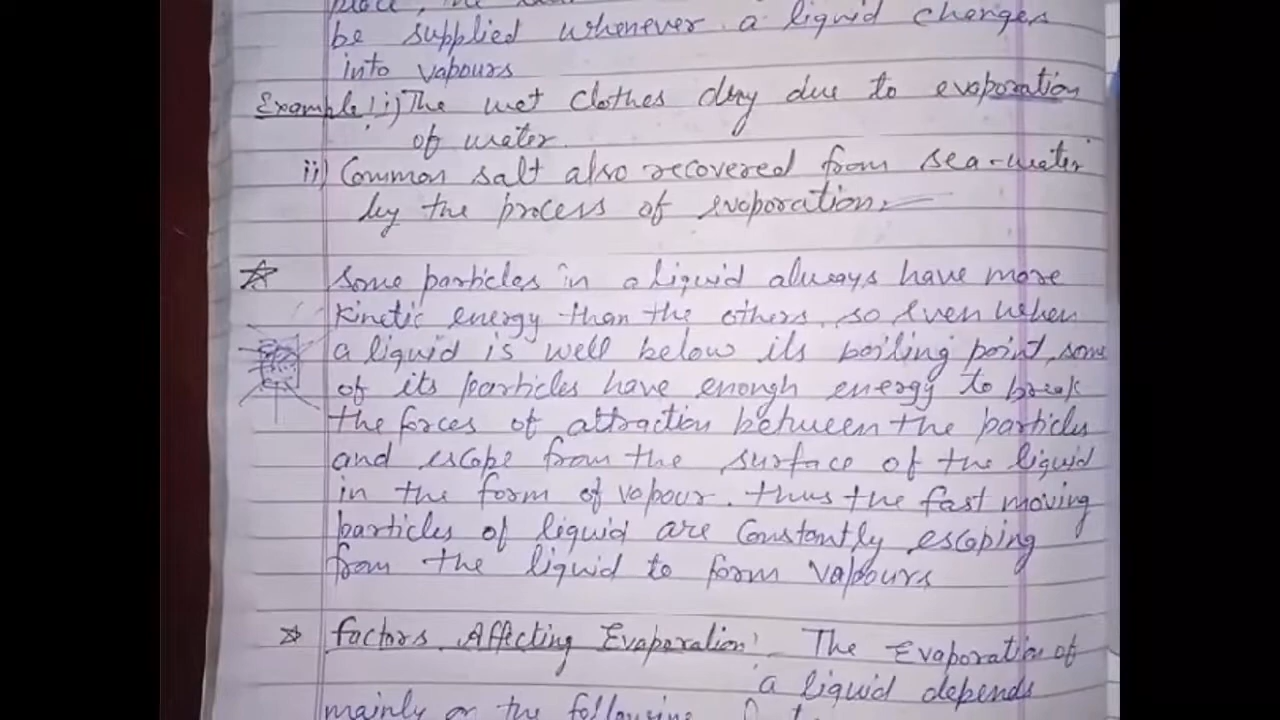 be supplied whenever a liquid changes
into vapours
Example: i) The wet clothes dry due to evaporation
of water.
ii) Common salt also recovered from sea-water
by the process of evaporation.
☆ Some particles in a liquid always have more
kinetic energy than the others. so even when
a liquid is well below its boiling point, some
of its particles have enough energy to break
the forces of attraction between the particles
and escape from the surface of the liquid
in the form of vapour. thus the fast moving
particles of liquid are constantly escaping
from the liquid to form vapours
☆ factors Affecting Evaporation: The Evaporation of
a liquid depends
mainly on the following